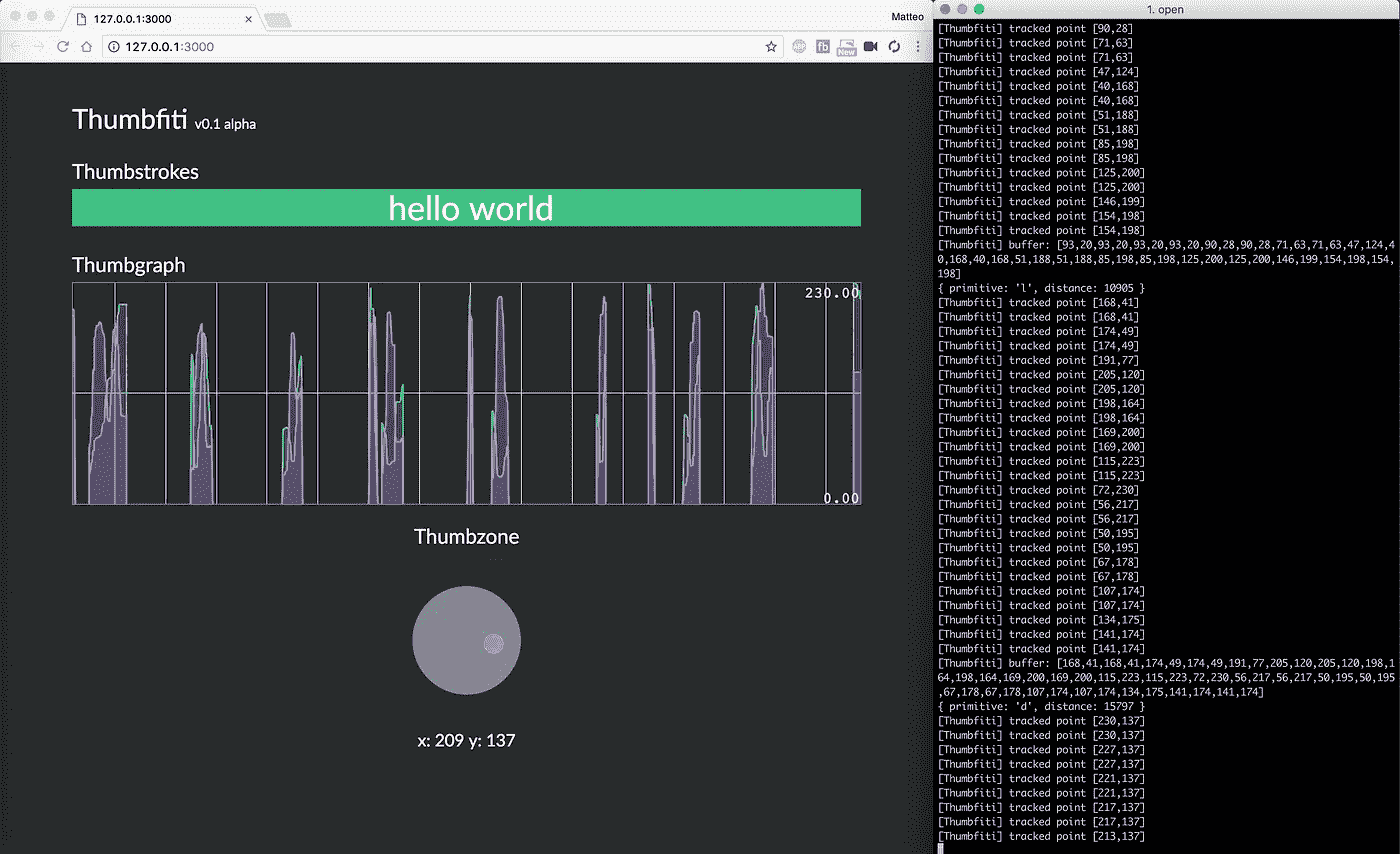 127.0.0.1:3000
Matteo
127.0.0.1:3000
fb
New
Thumbfiti v0.1 alpha
Thumbstrokes
hello world
Thumbgraph
230.00
0.00
Thumbzone
...
x: 209 y: 137
1. open
[Thumbfiti] tracked point [90,28]
[Thumbfiti] tracked point [71,63]
[Thumbfiti] tracked point [71,63]
[Thumbfiti] tracked point [47,124]
[Thumbfiti] tracked point [40,168]
[Thumbfiti] tracked point [40,168]
[Thumbfiti] tracked point [51,188]
[Thumbfiti] tracked point [51,188]
[Thumbfiti] tracked point [85,198]
[Thumbfiti] tracked point [85,198]
[Thumbfiti] tracked point [125,200]
[Thumbfiti] tracked point [125,200]
[Thumbfiti] tracked point [146,199]
[Thumbfiti] tracked point [154,198]
[Thumbfiti] tracked point [154,198]
[Thumbfiti] buffer: [93,20,93,20,93,20,93,20,90,28,90,28,71,63,71,63,47,124,4
0,168,40,168,51,188,51,188,85,198,85,198,125,200,125,200,146,199,154,198,154,
198]
{ primitive: 'l', distance: 10905 }
[Thumbfiti] tracked point [168,41]
[Thumbfiti] tracked point [168,41]
[Thumbfiti] tracked point [174,49]
[Thumbfiti] tracked point [174,49]
[Thumbfiti] tracked point [191,77]
[Thumbfiti] tracked point [205,120]
[Thumbfiti] tracked point [205,120]
[Thumbfiti] tracked point [198,164]
[Thumbfiti] tracked point [198,164]
[Thumbfiti] tracked point [169,200]
[Thumbfiti] tracked point [169,200]
[Thumbfiti] tracked point [115,223]
[Thumbfiti] tracked point [115,223]
[Thumbfiti] tracked point [72,230]
[Thumbfiti] tracked point [56,217]
[Thumbfiti] tracked point [56,217]
[Thumbfiti] tracked point [50,195]
[Thumbfiti] tracked point [50,195]
[Thumbfiti] tracked point [67,178]
[Thumbfiti] tracked point [67,178]
[Thumbfiti] tracked point [107,174]
[Thumbfiti] tracked point [107,174]
[Thumbfiti] tracked point [134,175]
[Thumbfiti] tracked point [141,174]
[Thumbfiti] tracked point [141,174]
[Thumbfiti] buffer: [168,41,168,41,174,49,174,49,191,77,205,120,205,120,198,1
64,198,164,169,200,169,200,115,223,115,223,72,230,56,217,56,217,50,195,50,195
,67,178,67,178,107,174,107,174,134,175,141,174,141,174]
{ primitive: 'd', distance: 15797 }
[Thumbfiti] tracked point [230,137]
[Thumbfiti] tracked point [230,137]
[Thumbfiti] tracked point [227,137]
[Thumbfiti] tracked point [227,137]
[Thumbfiti] tracked point [221,137]
[Thumbfiti] tracked point [221,137]
[Thumbfiti] tracked point [217,137]
[Thumbfiti] tracked point [217,137]
[Thumbfiti] tracked point [213,137]